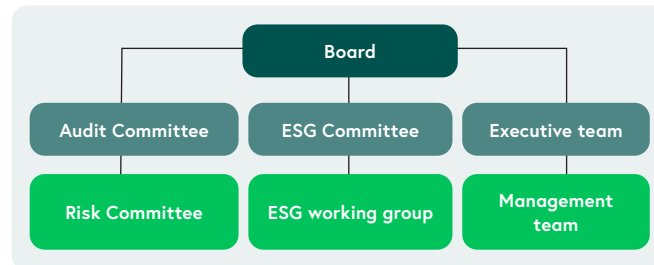 Board
Audit Committee
ESG Committee
Executive team
Risk Committee
ESG working group
Management
team